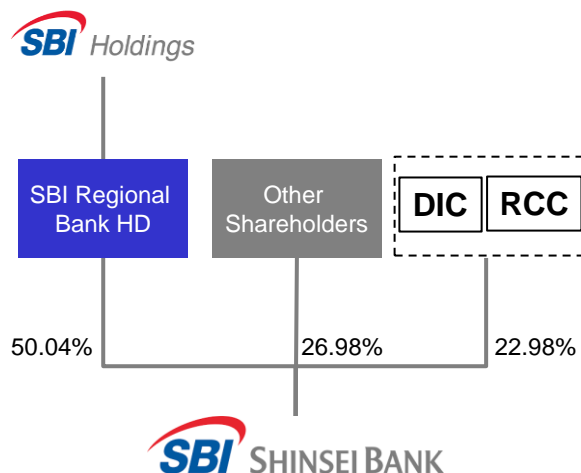 SBI Holdings
SBI Regional
Bank HD
Other
Shareholders
DIC
RCC
50.04%
26.98%
22.98%
SBI SHINSEI BANK